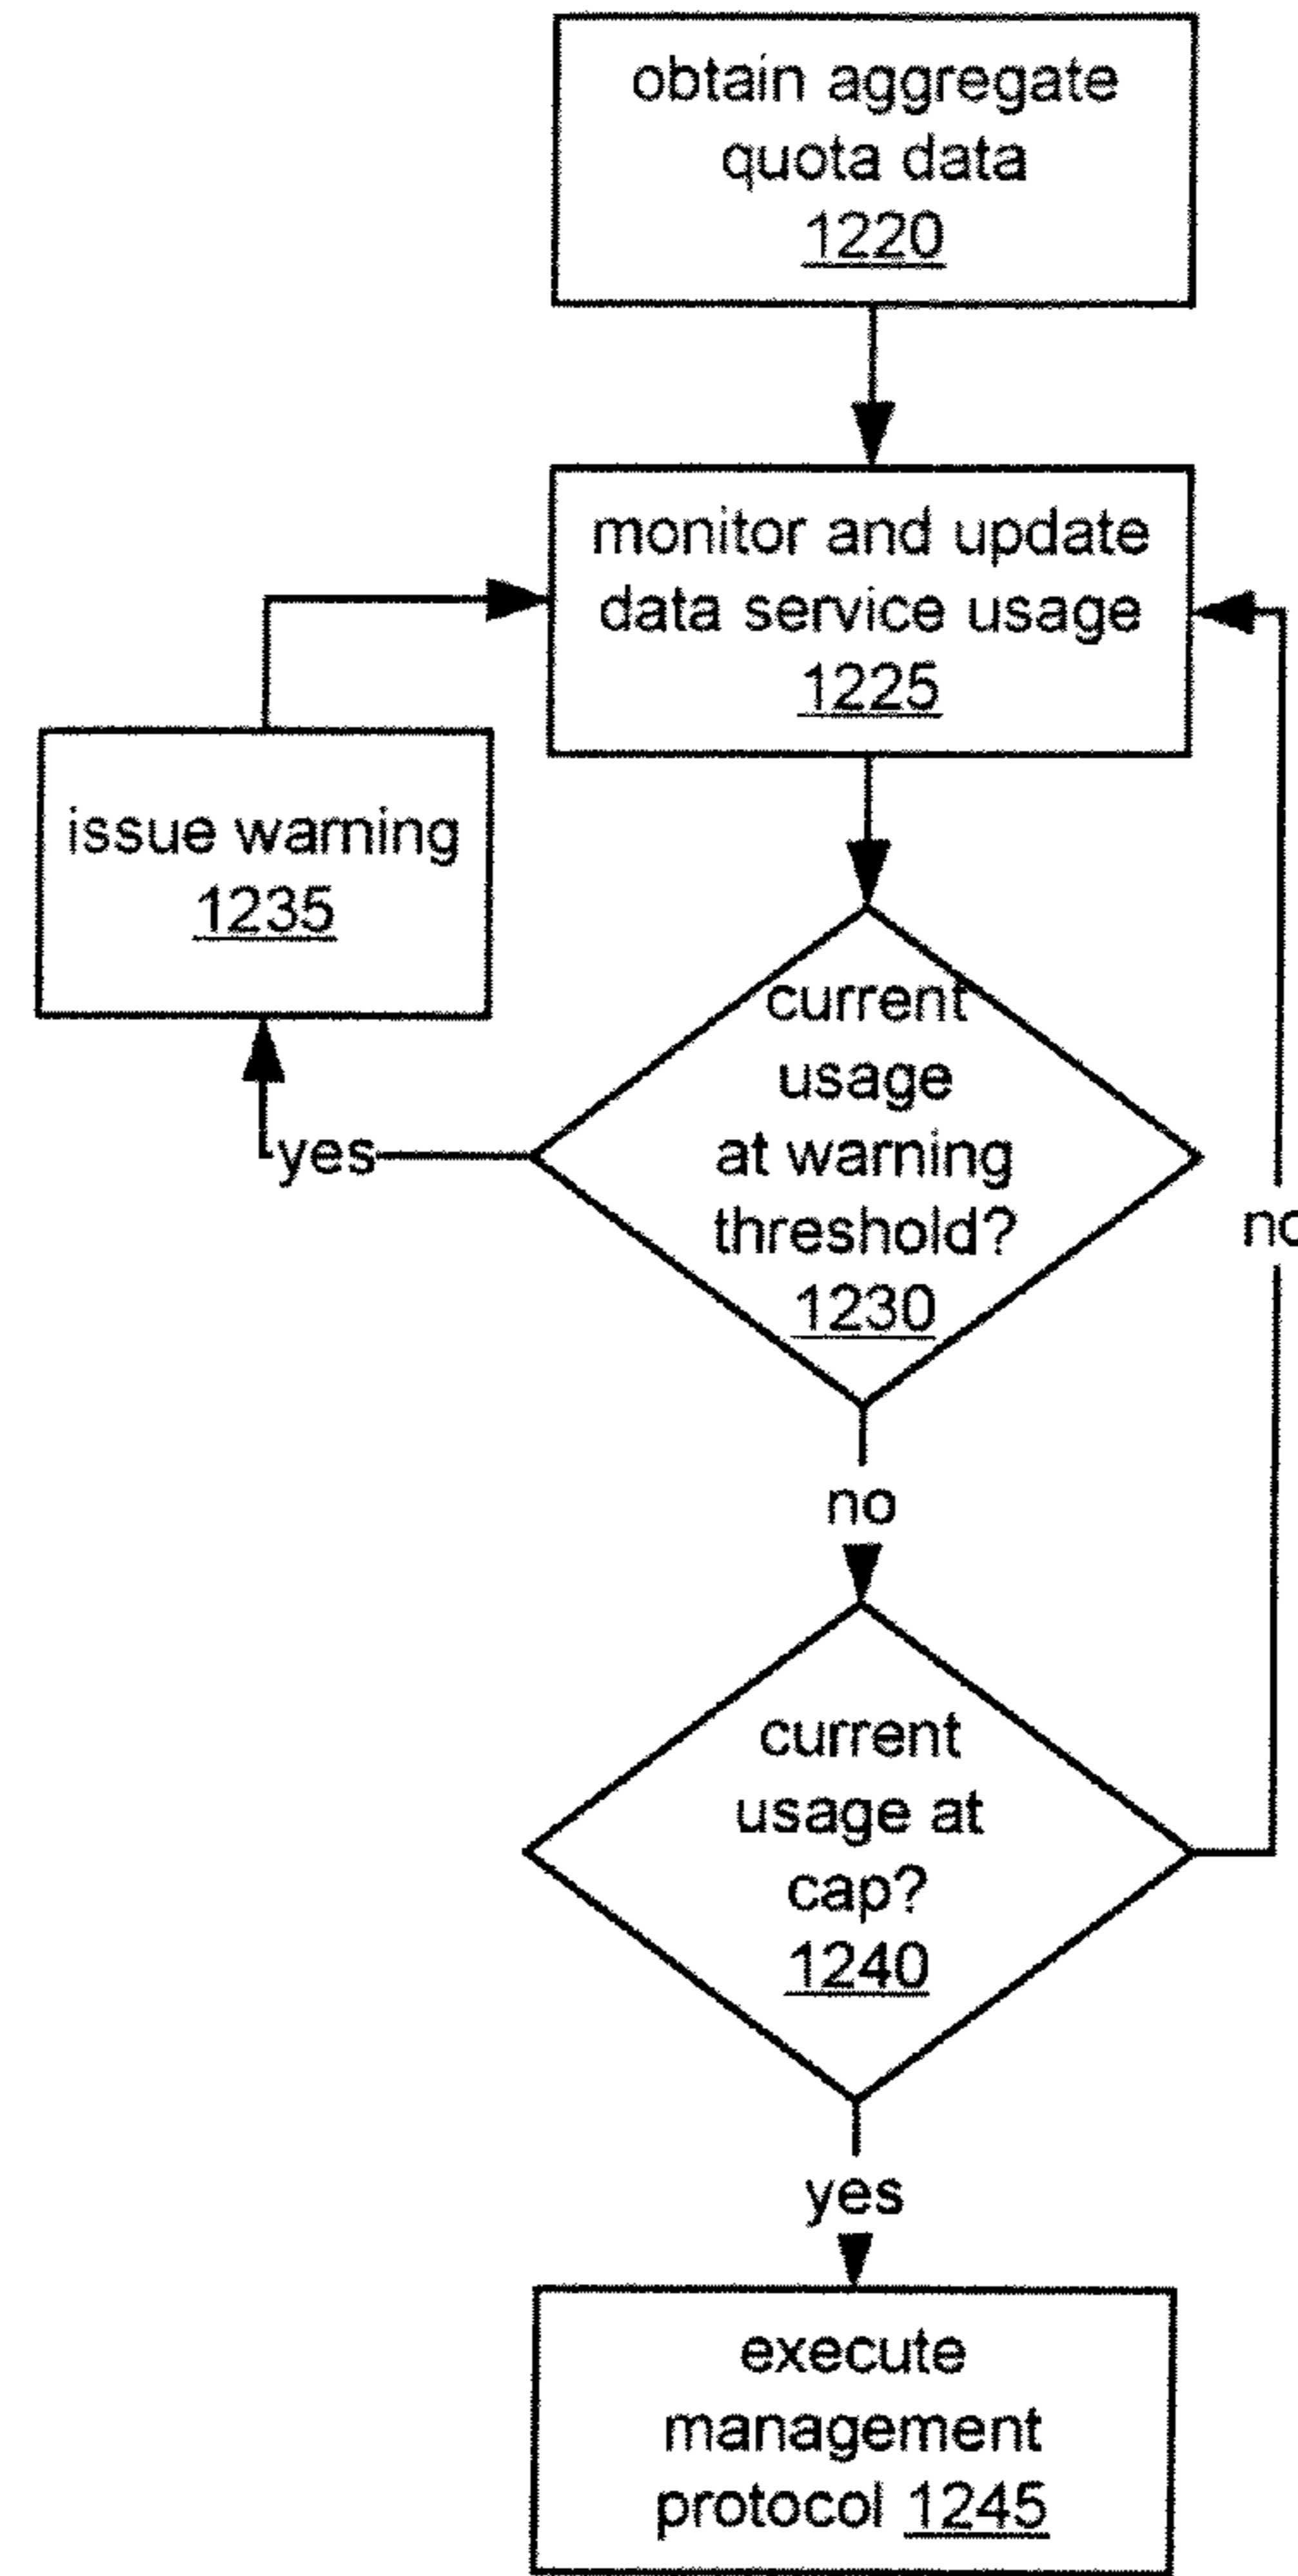 obtain aggregate
quota data
1220
monitor and update
data service usage
1225
issue warning
1235
current
usage
at warning
threshold?
1230
yes
no
no
current
usage at
cap?
1240
yes
execute
management
protocol 1245